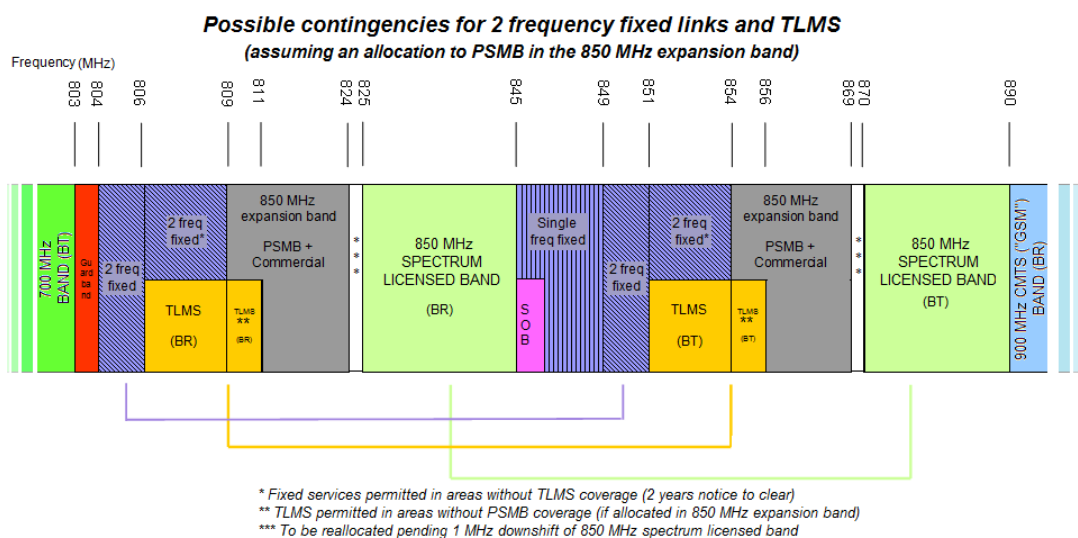 Possible contingencies for 2 frequency fixed links and TLMS
(assuming an allocation to PSMB in the 850 MHz expansion band)
Frequency (MHz)
803
804
806
809
811
824
825
845
849
851
854
856
869
870
890
700 MHz
BAND (BT)
Gu
ard
ba
nd
2 freq
fixed
2 freq
fixed*
TLMS
(BR)
TLMS
**
(BR)
850 MHz
expansion band
PSMB +
Commercial
***
850 MHz
SPECTRUM
LICENSED BAND
(BR)
S
O
B
Single
freq fixed
2 freq
fixed
2 freq
fixed*
TLMS
(BT)
TLMS
**
(BT)
850 MHz
expansion band
PSMB +
Commercial
***
850 MHz
SPECTRUM
LICENSED BAND
(BT)
900 MHz CMTS ("GSM")
BAND (BR)
* Fixed services permitted in areas without TLMS coverage (2 years notice to clear)
** TLMS permitted in areas without PSMB coverage (if allocated in 850 MHz expansion band)
*** To be reallocated pending 1 MHz downshift of 850 MHz spectrum licensed band